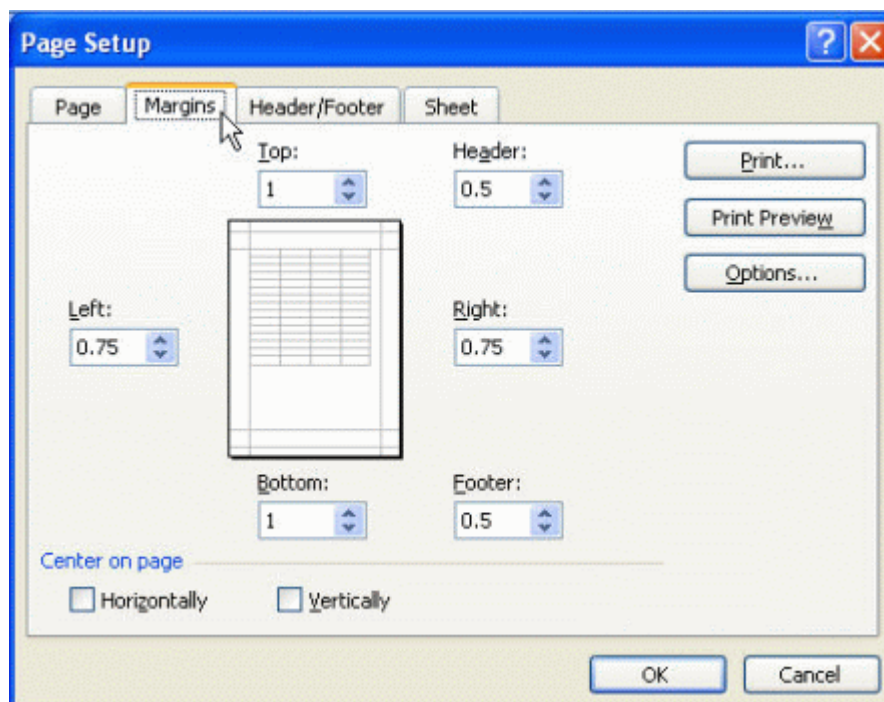 Page Setup
Page
Margins
Header/Footer
Sheet
Top:
1
Header:
0.5
Print...
Print Preview
Options...
Left:
0.75
Right:
0.75
Bottom:
1
Footer:
0.5
Center on page
Horizontally
Vertically
OK
Cancel